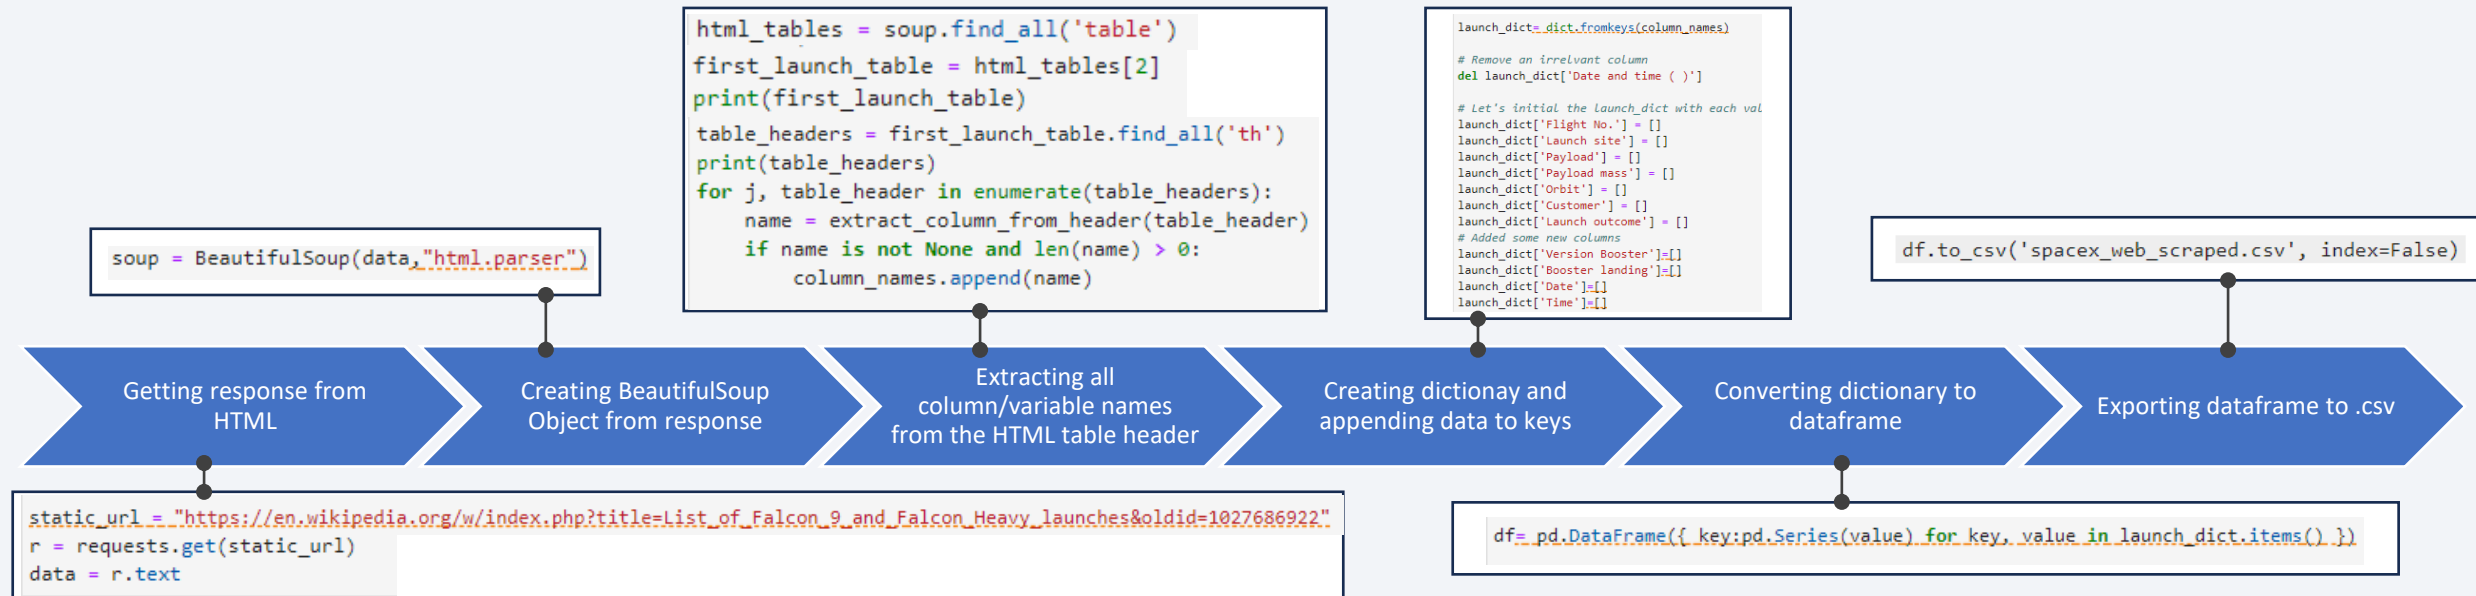 html_tables = soup.find_all('table')
first_launch_table = html_tables[2]
print(first_launch_table)
table_headers = first_launch_table.find_all('th')
print(table_headers)
for j, table_header in enumerate(table_headers):
    name = extract_column_from_header(table_header)
    if name is not None and len(name) > 0:
        column_names.append(name)
launch_dict= dict.fromkeys(column_names)
# Remove an irrelvant column
del launch_dict['Date and time ( )']
# Let's initial the launch_dict with each val
launch_dict['Flight No.'] = []
launch_dict['Launch site'] = []
launch_dict['Payload'] = []
launch_dict['Payload mass'] = []
launch_dict['Orbit'] = []
launch_dict['Customer'] = []
launch_dict['Launch outcome'] = []
# Added some new columns
launch_dict['Version Booster']=[]
launch_dict['Booster landing']=[]
launch_dict['Date']=[]
launch_dict['Time']=[]
soup = BeautifulSoup(data,"html.parser")
df.to_csv('spacex_web_scraped.csv', index=False)
Getting response from
HTML
Creating BeautifulSoup
Object from response
Extracting all
column/variable names
from the HTML table header
Creating dictionay and
appending data to keys
Converting dictionary to
dataframe
Exporting dataframe to .csv
static_url = "https://en.wikipedia.org/w/index.php?title=List_of_Falcon_9_and_Falcon_Heavy_launches&oldid=1027686922"
r = requests.get(static_url)
data = r.text
df= pd.DataFrame({ key:pd.Series(value) for key, value in launch_dict.items() })